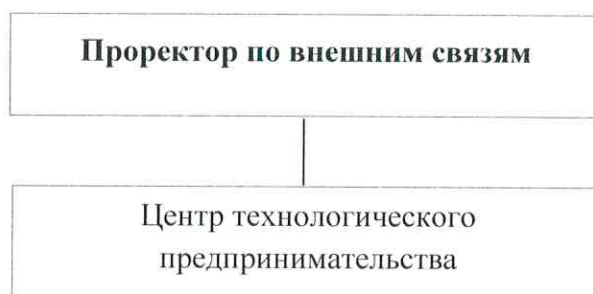 Проректор по внешним связям
Центр технологического
предпринимательства